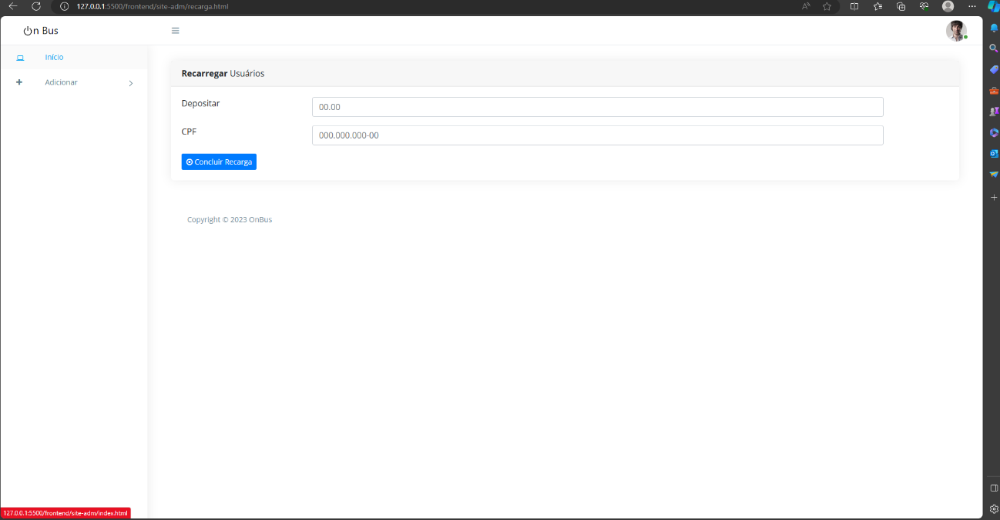 127.0.0.1:5500/frontend/site-adm/recarga.html
On Bus
Início
Adicionar
Recarregar Usuários
Depositar
00.00
CPF
000.000.000-00
Concluir Recarga
Copyright © 2023 OnBus
127.0.0.1:5500/frontend/site-adm/index.html